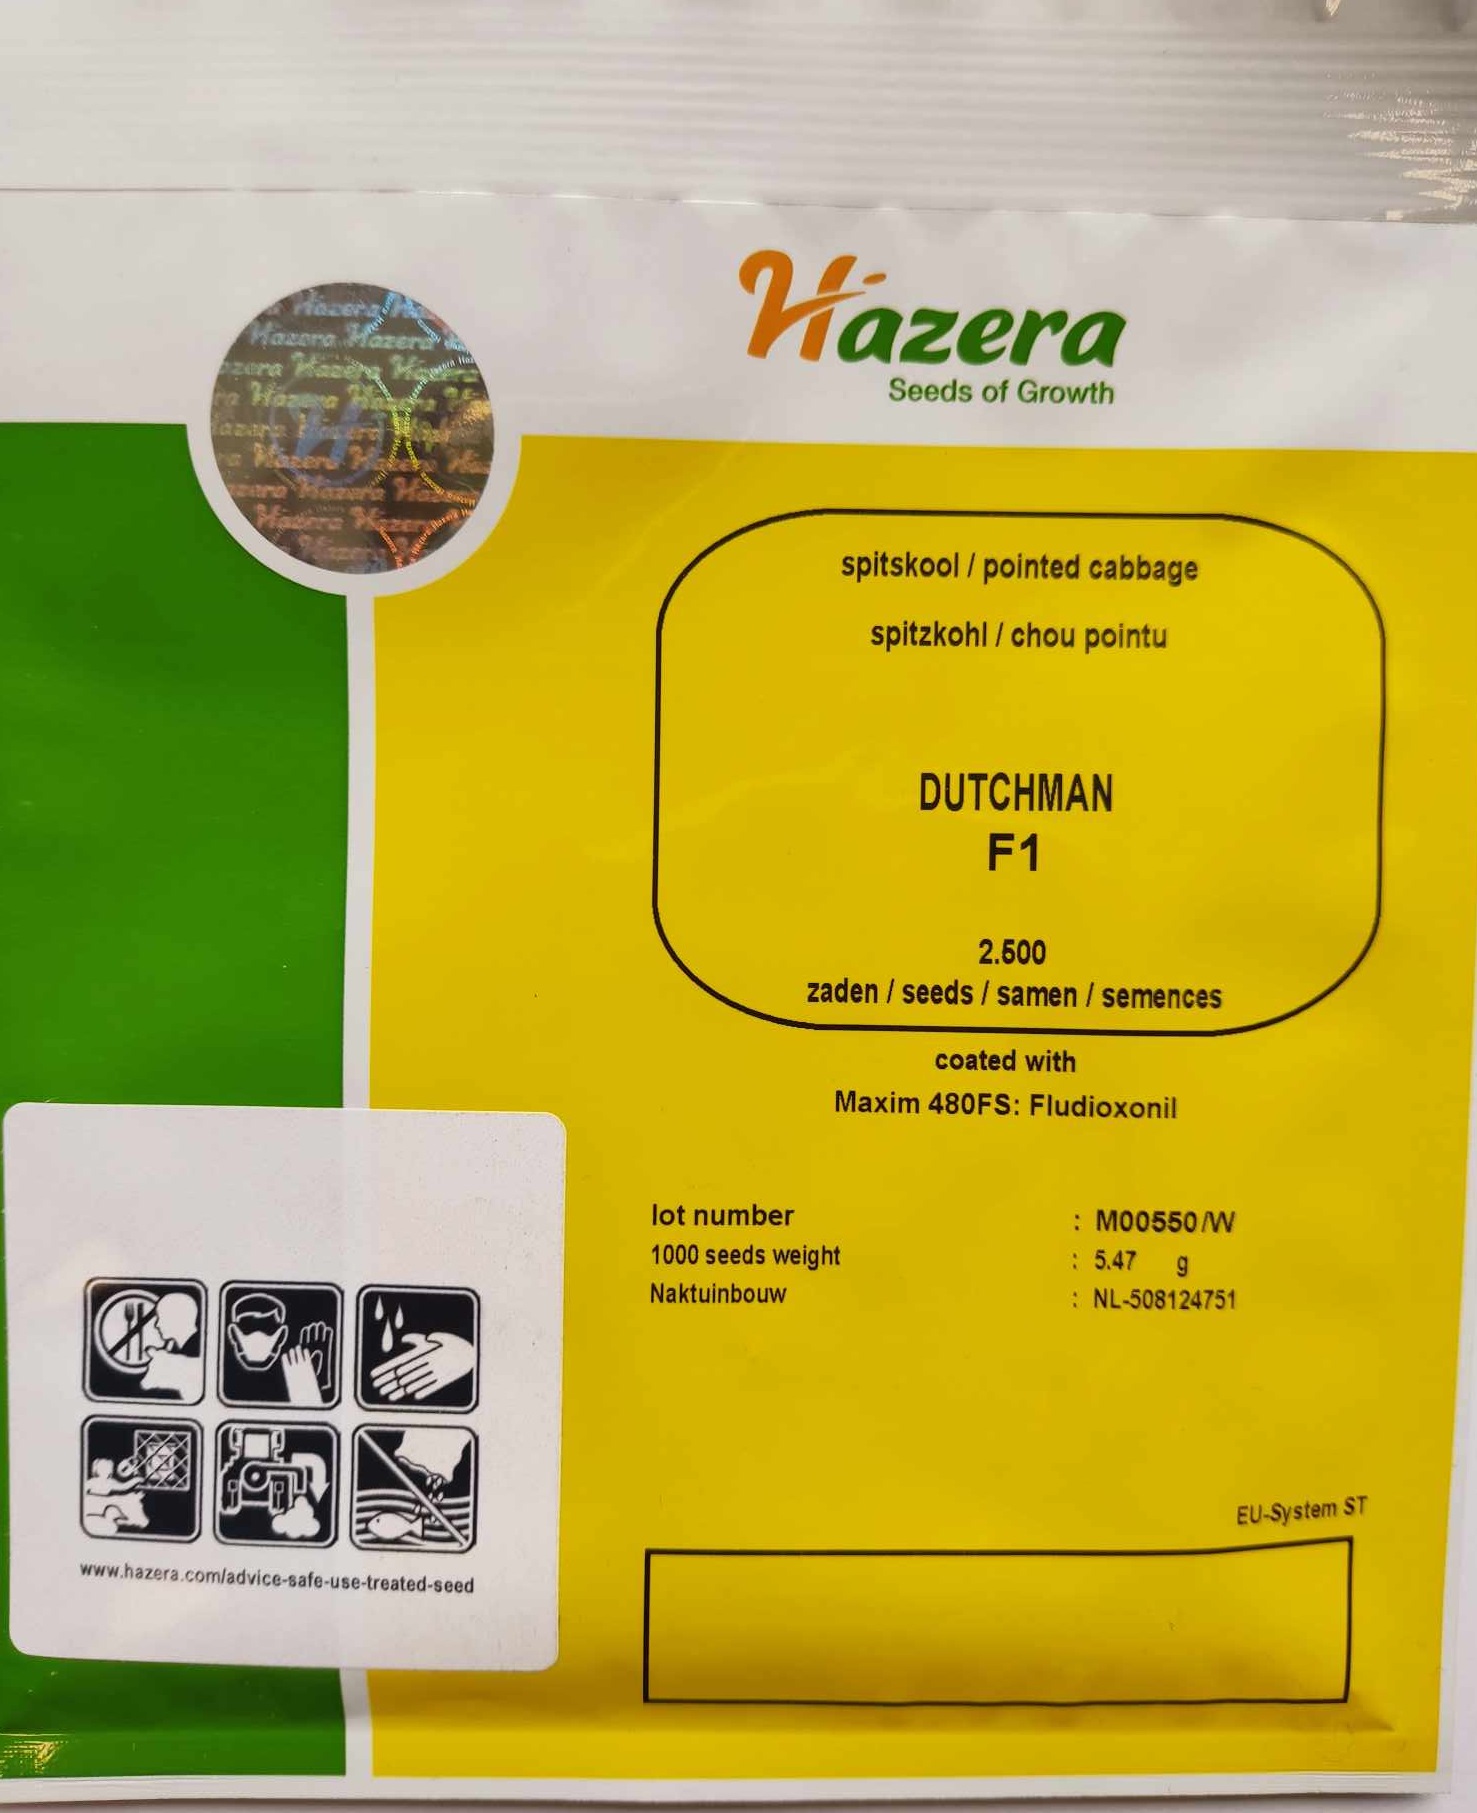 Hazera
Seeds of Growth
spitskool / pointed cabbage
spitzkohl / chou pointu
DUTCHMAN
F1
2.500
zaden / seeds / samen / semences
coated with
Maxim 480FS: Fludioxonil
lot number : M00550/W
1000 seeds weight : 5.47 g
Naktuinbouw : NL-508124751
EU-System ST
www.hazera.com/advice-safe-use-treated-seed